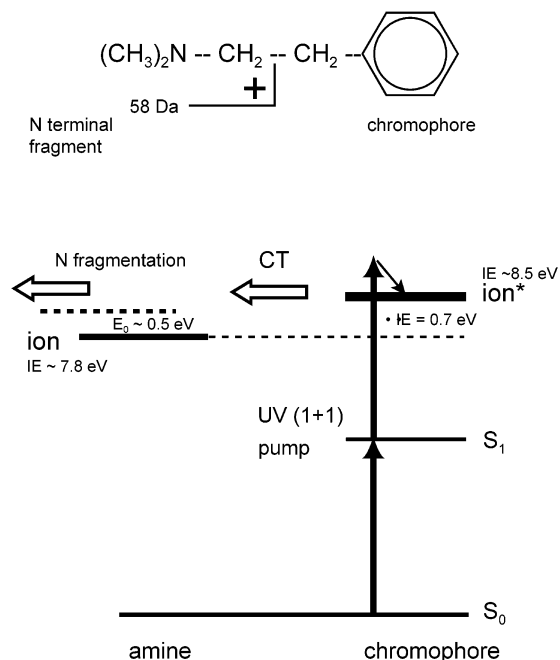 (CH₃)₂N -- CH₂ -- CH₂ --
+
58 Da
N terminal
fragment
chromophore
N fragmentation
CT
IE ~8.5 eV
ion*
E₀ ~ 0.5 eV
IE = 0.7 eV
ion
IE ~ 7.8 eV
UV (1+1)
pump
S₁
S₀
amine
chromophore